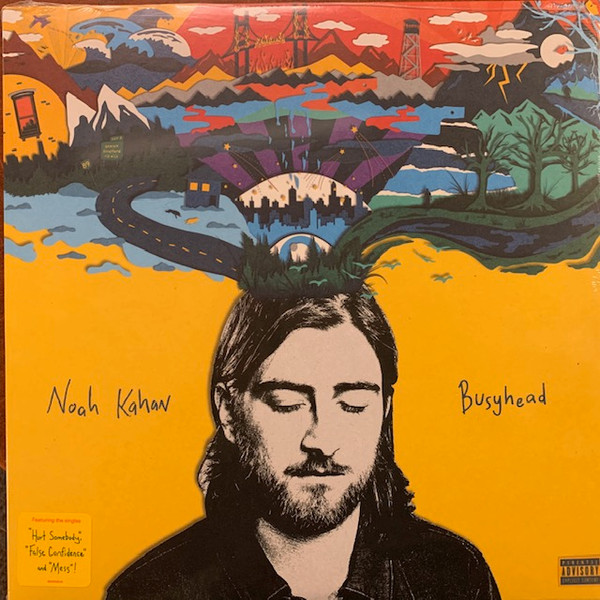 Noah Kahan
Busyhead
Featuring the singles
"Hurt Somebody,"
"False Confidence"
and "Mess"!
PARENTAL
ADVISORY
EXPLICIT CONTENT